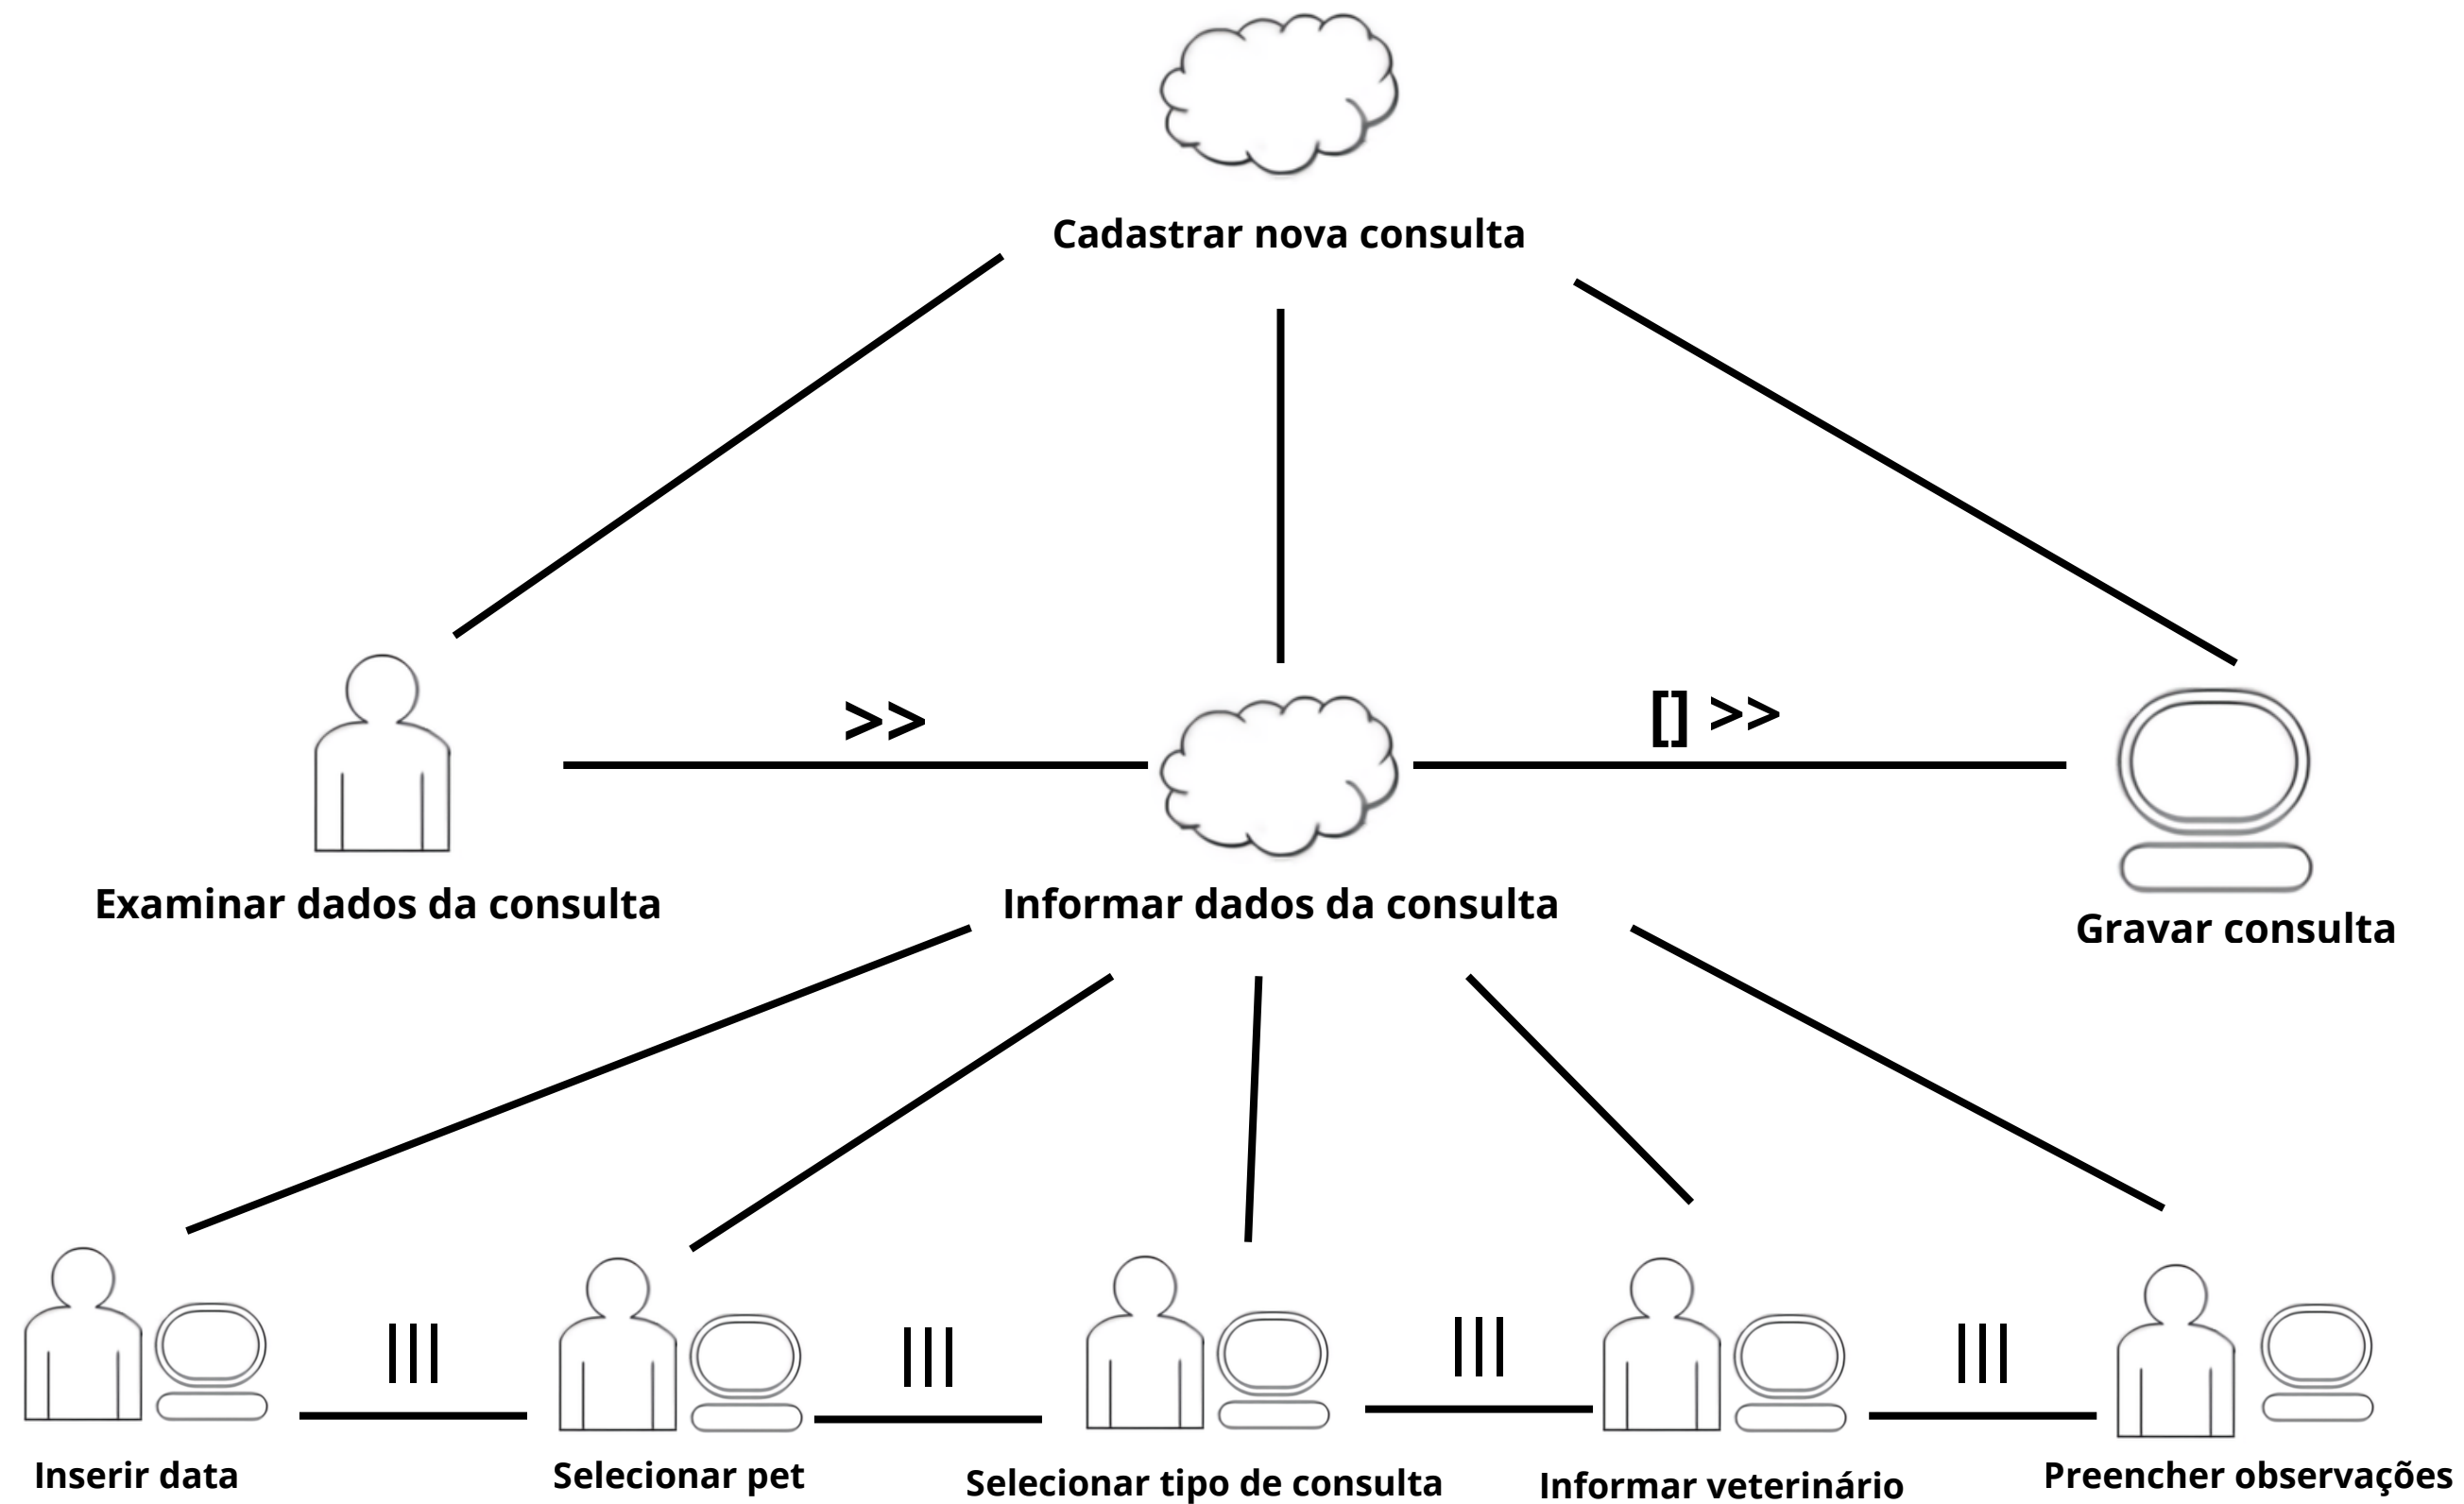 Cadastrar nova consulta
>>
[] >>
Examinar dados da consulta
Informar dados da consulta
Gravar consulta
|||
|||
|||
|||
Inserir data
Selecionar pet
Selecionar tipo de consulta
Informar veterinário
Preencher observações